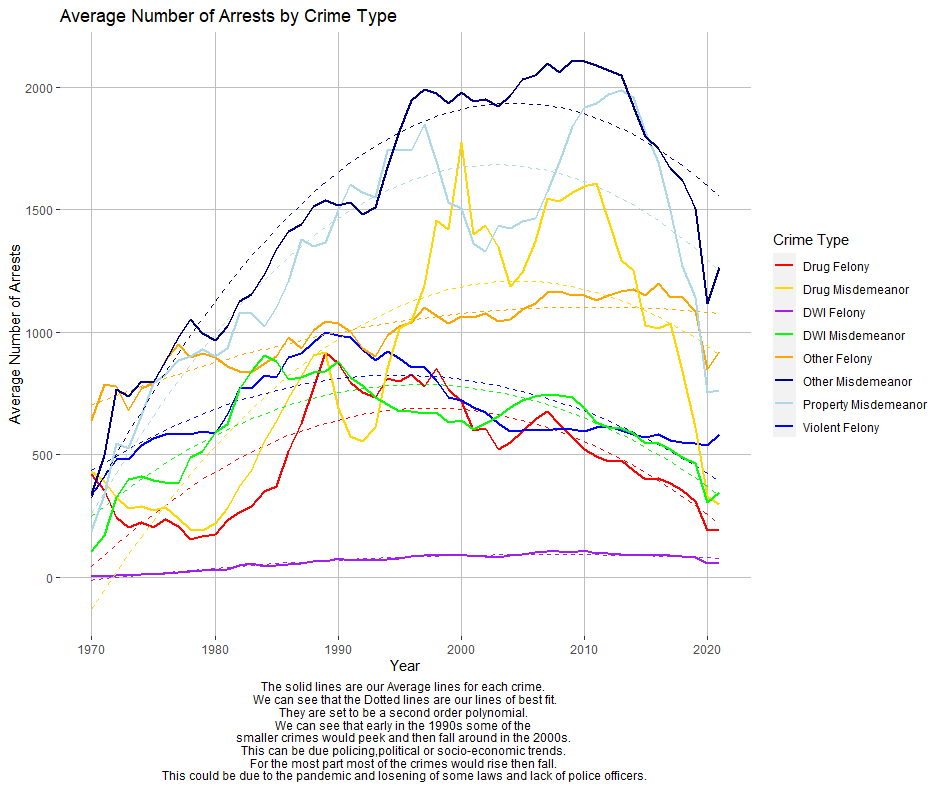 Average Number of Arrests by Crime Type
2000
1500
1000
500
0
Average Number of Arrests
1970
1980
1990
2000
2010
2020
Year
Crime Type
Drug Felony
Drug Misdemeanor
DWI Felony
DWI Misdemeanor
Other Felony
Other Misdemeanor
Property Misdemeanor
Violent Felony
The solid lines are our Average lines for each crime.
We can see that the Dotted lines are our lines of best fit.
They are set to be a second order polynomial.
We can see that early in the 1990s some of the
smaller crimes would peek and then fall around in the 2000s.
This can be due policing,political or socio-economic trends.
For the most part most of the crimes would rise then fall.
This could be due to the pandemic and losening of some laws and lack of police officers.